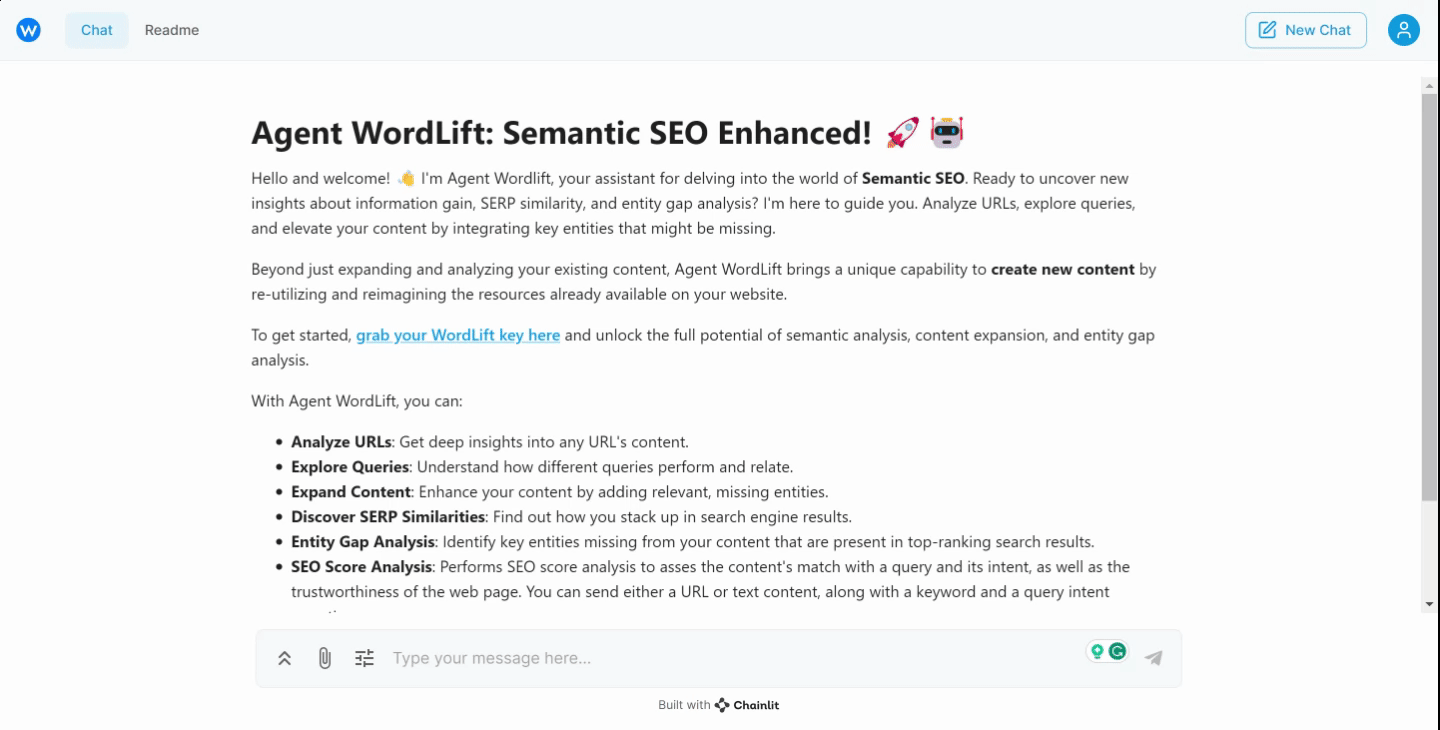 W Chat Readme New Chat
Agent WordLift: Semantic SEO Enhanced! 🚀 🤖
Hello and welcome! 👋 I'm Agent Wordlift, your assistant for delving into the world of Semantic SEO. Ready to uncover new
insights about information gain, SERP similarity, and entity gap analysis? I'm here to guide you. Analyze URLs, explore queries,
and elevate your content by integrating key entities that might be missing.
Beyond just expanding and analyzing your existing content, Agent WordLift brings a unique capability to create new content by
re-utilizing and reimagining the resources already available on your website.
To get started, grab your WordLift key here and unlock the full potential of semantic analysis, content expansion, and entity gap
analysis.
With Agent WordLift, you can:
• Analyze URLs: Get deep insights into any URL's content.
• Explore Queries: Understand how different queries perform and relate.
• Expand Content: Enhance your content by adding relevant, missing entities.
• Discover SERP Similarities: Find out how you stack up in search engine results.
• Entity Gap Analysis: Identify key entities missing from your content that are present in top-ranking search results.
• SEO Score Analysis: Performs SEO score analysis to asses the content's match with a query and its intent, as well as the
trustworthiness of the web page. You can send either a URL or text content, along with a keyword and a query intent
Type your message here...
Built with Chainlit